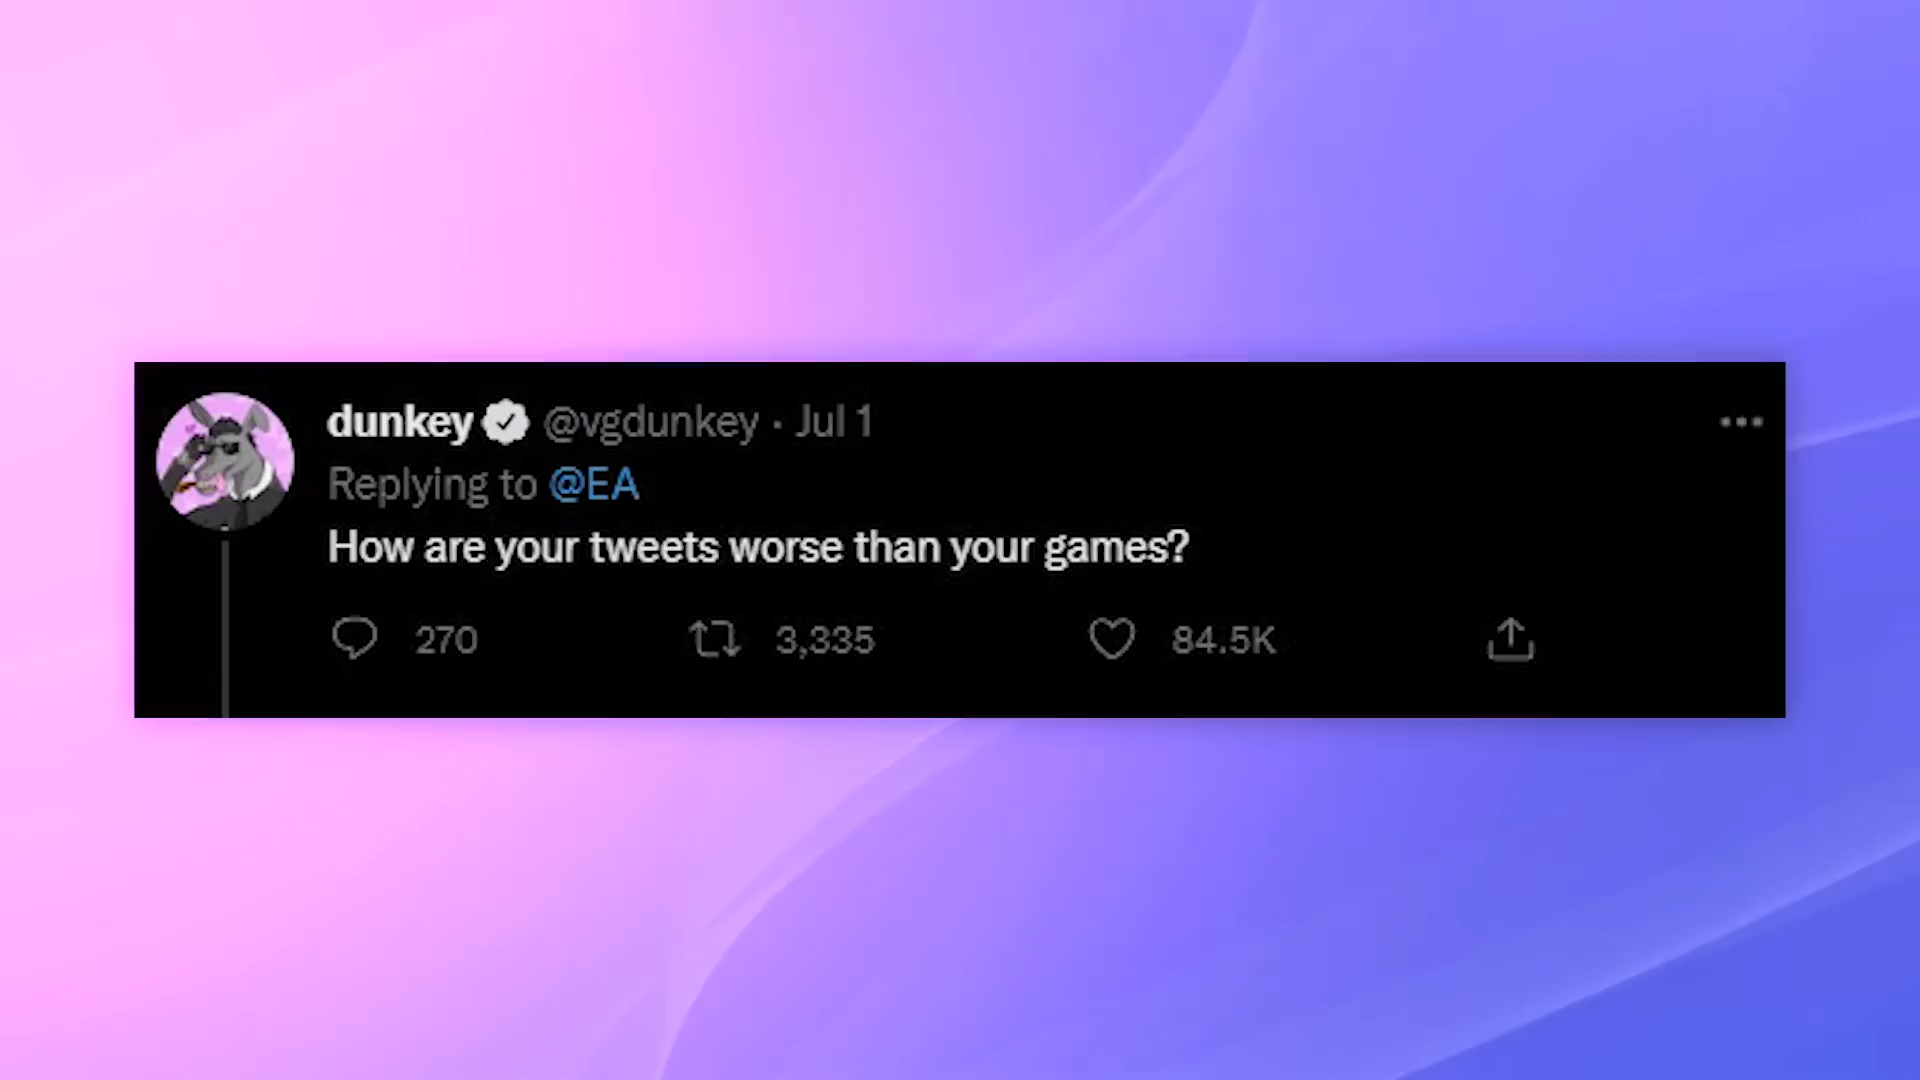 dunkey @vgdunkey · Jul 1
Replying to @EA
How are your tweets worse than your games?
270 3,335 84.5K